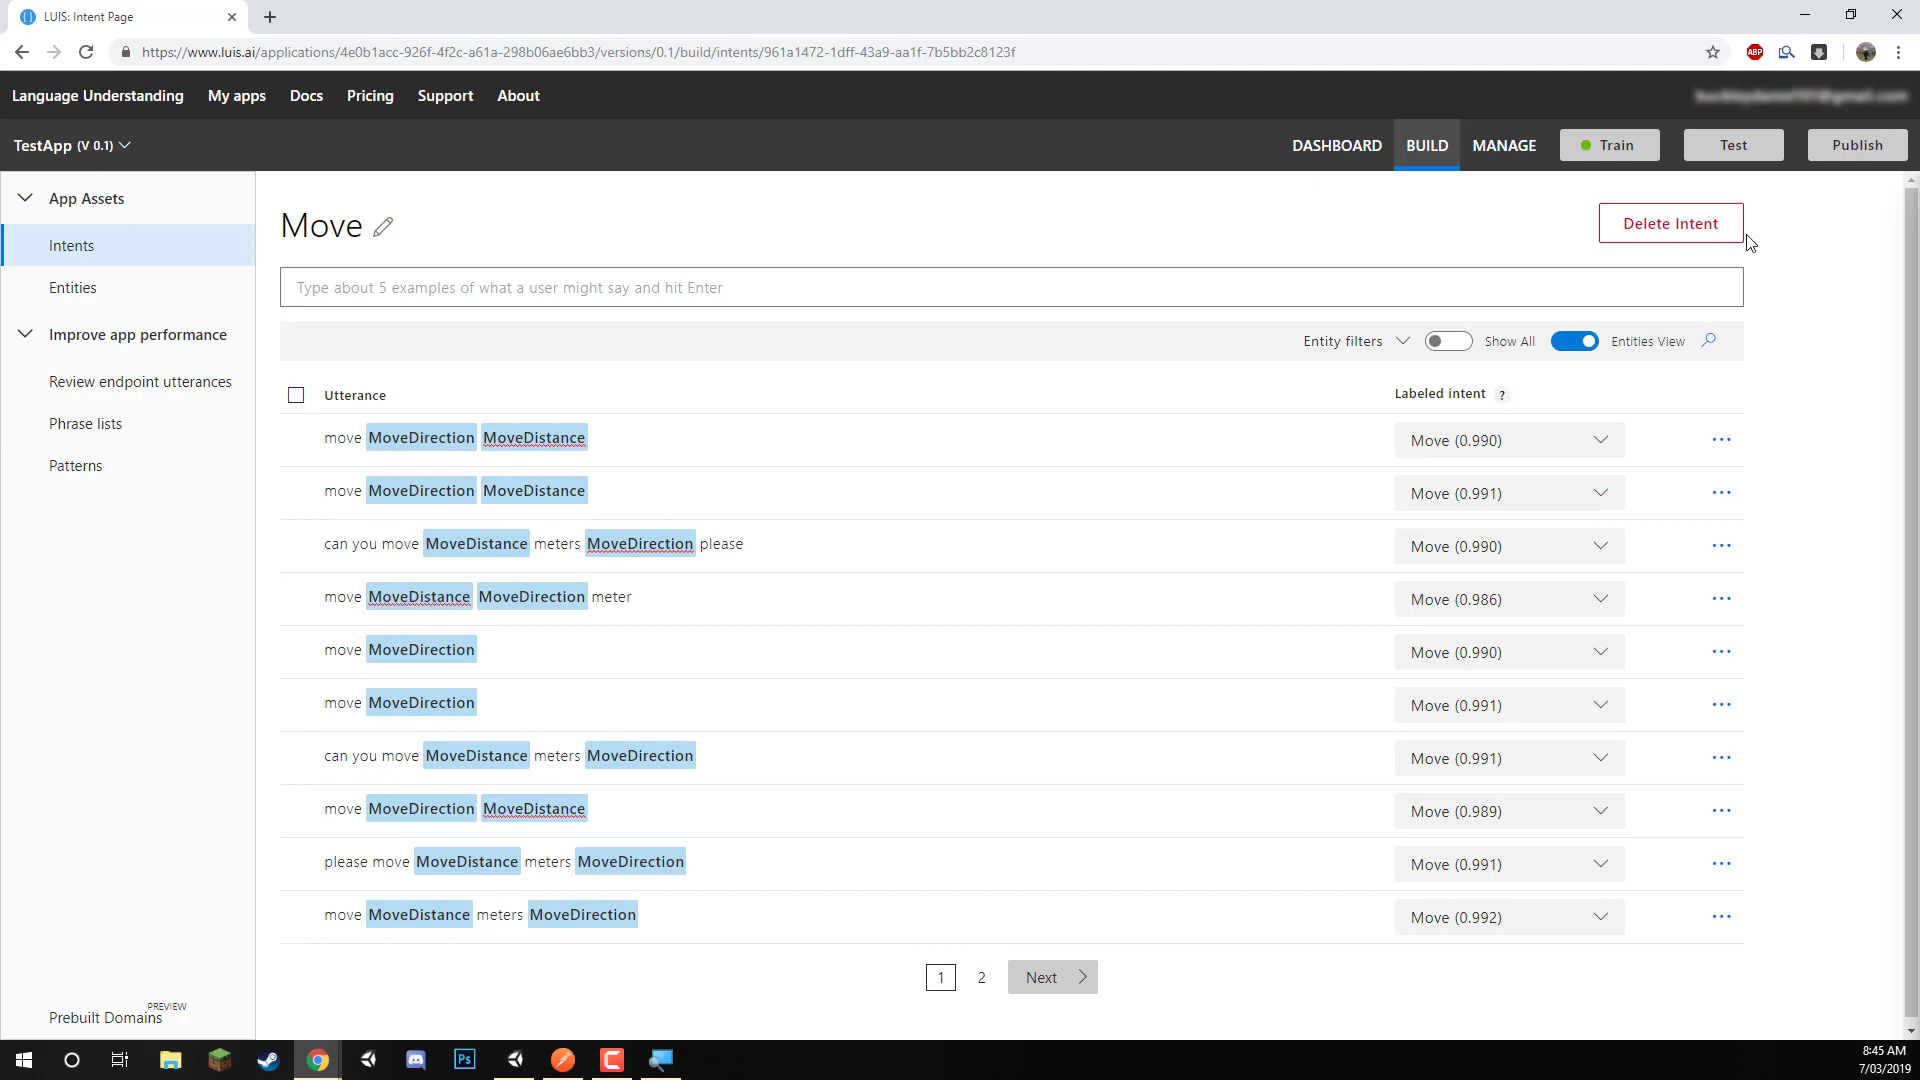 LUIS: Intent Page
https://www.luis.ai/applications/4e0b1acc-926f-4f2c-a61a-298b06ae6bb3/versions/0.1/build/intents/961a1472-1dff-43a9-aa1f-7b5bb2c8123f
ABP
Language Understanding My apps Docs Pricing Support About
TestApp (V 0.1) DASHBOARD BUILD MANAGE Train Test Publish
App Assets
Intents
Entities
Improve app performance
Review endpoint utterances
Phrase lists
Patterns
PREVIEW
Prebuilt Domains
Move Delete Intent
Type about 5 examples of what a user might say and hit Enter
Entity filters Show All Entities View
Utterance Labeled intent ?
move MoveDirection MoveDistance Move (0.990) ...
move MoveDirection MoveDistance Move (0.991) ...
can you move MoveDistance meters MoveDirection please Move (0.990) ...
move MoveDistance MoveDirection meter Move (0.986) ...
move MoveDirection Move (0.990) ...
move MoveDirection Move (0.991) ...
can you move MoveDistance meters MoveDirection Move (0.991) ...
move MoveDirection MoveDistance Move (0.989) ...
please move MoveDistance meters MoveDirection Move (0.991) ...
move MoveDistance meters MoveDirection Move (0.992) ...
1 2 Next
Ps
8:45 AM
7/03/2019